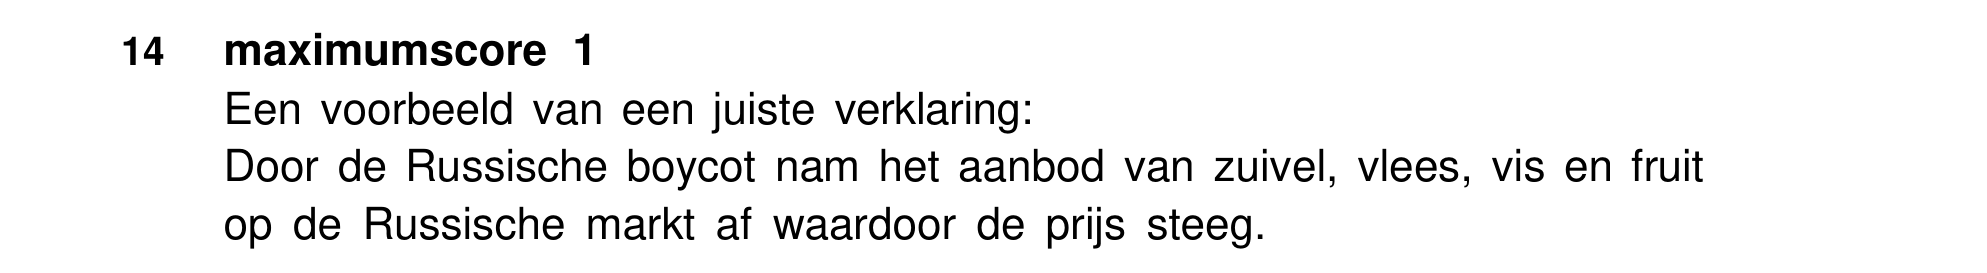 14 maximumscore 1
Een voorbeeld van een juiste verklaring:
Door de Russische boycot nam het aanbod van zuivel, vlees, vis en fruit
op de Russische markt af waardoor de prijs steeg.